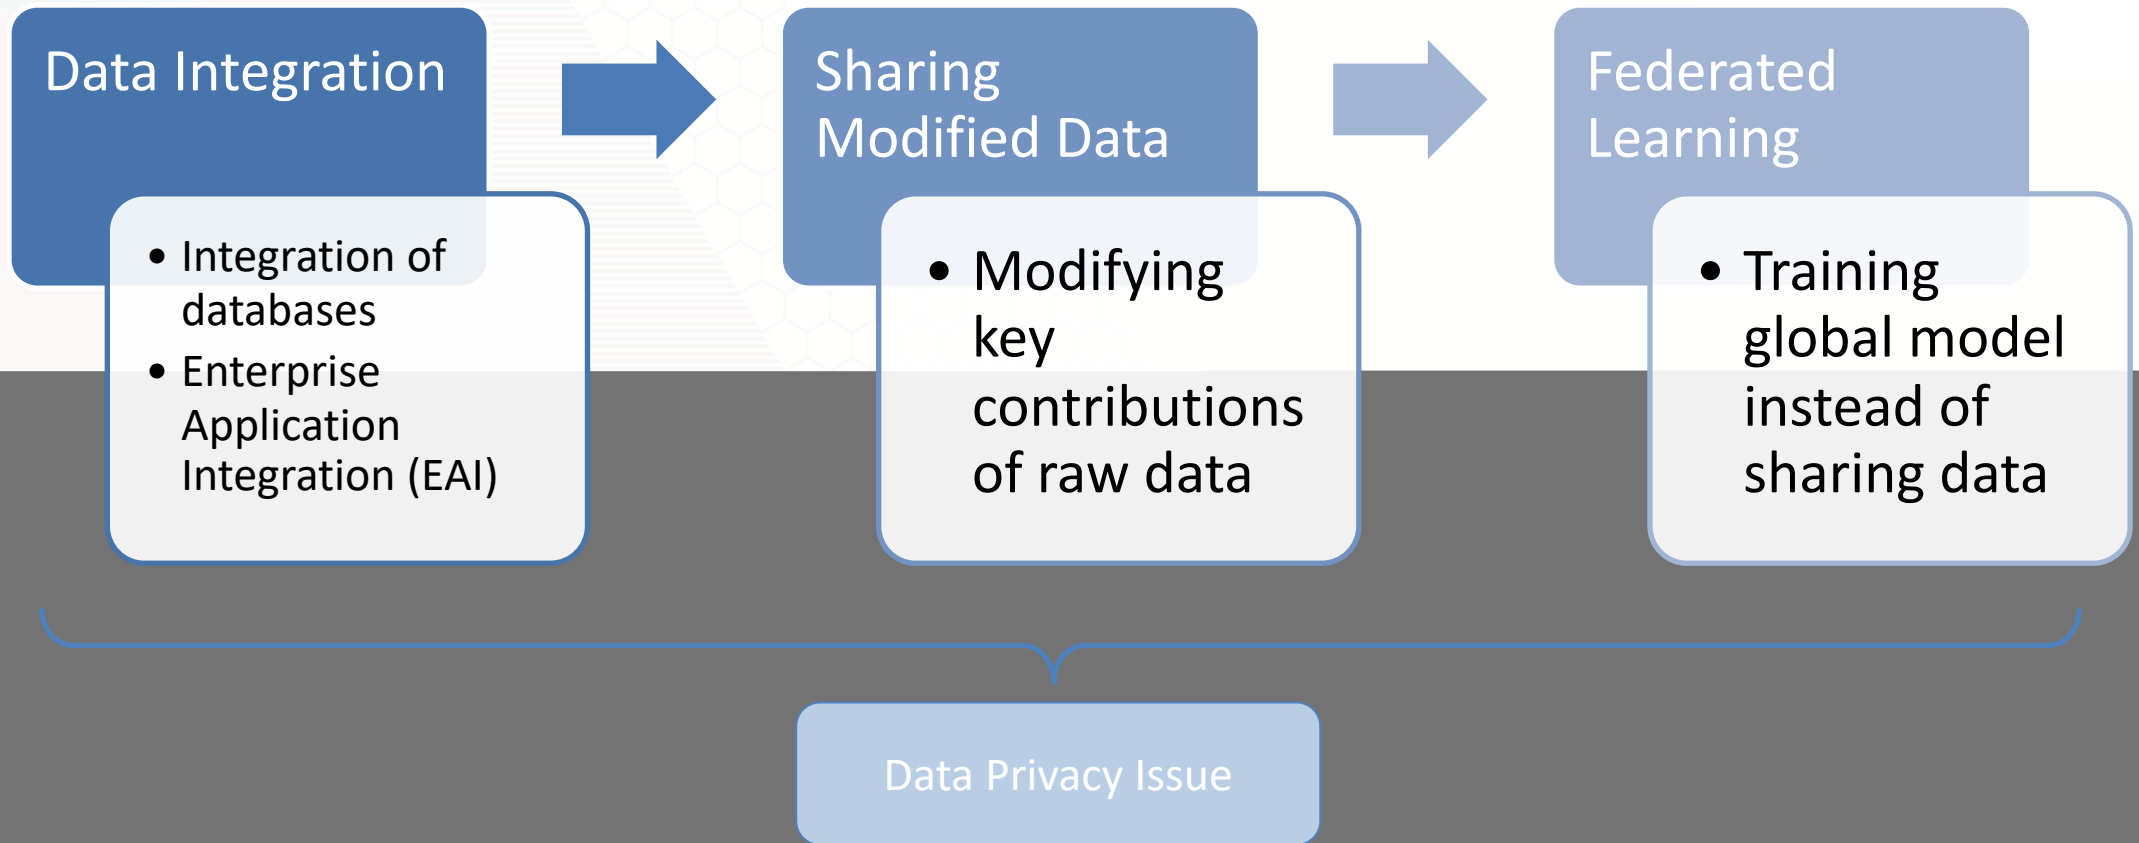 Data Integration
• Integration of
databases
• Enterprise
Application
Integration (EAI)
Sharing
Modified Data
• Modifying
key
contributions
of raw data
Federated
Learning
• Training
global model
instead of
sharing data
Data Privacy Issue